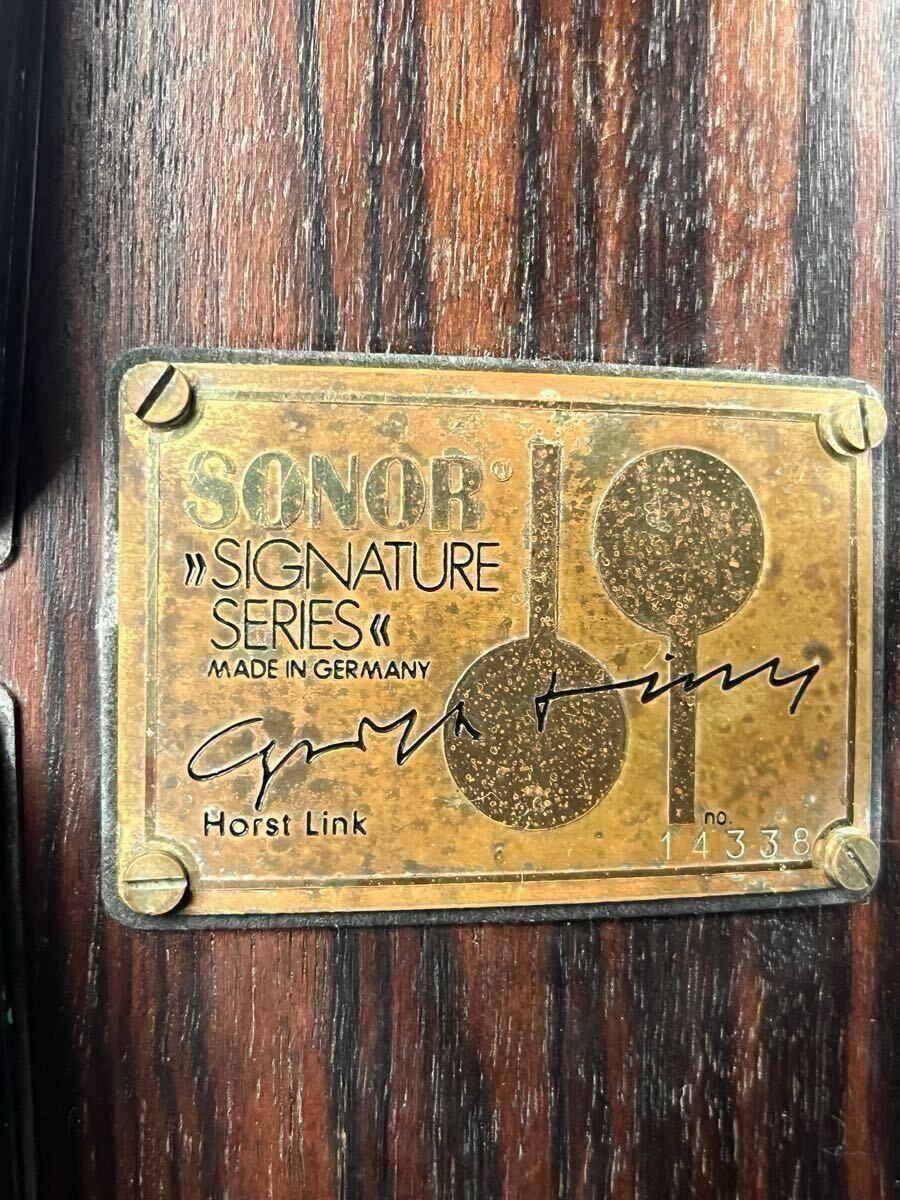 SONOR®
»SIGNATURE
SERIES«
MADE IN GERMANY
Horst Link
no.
14338